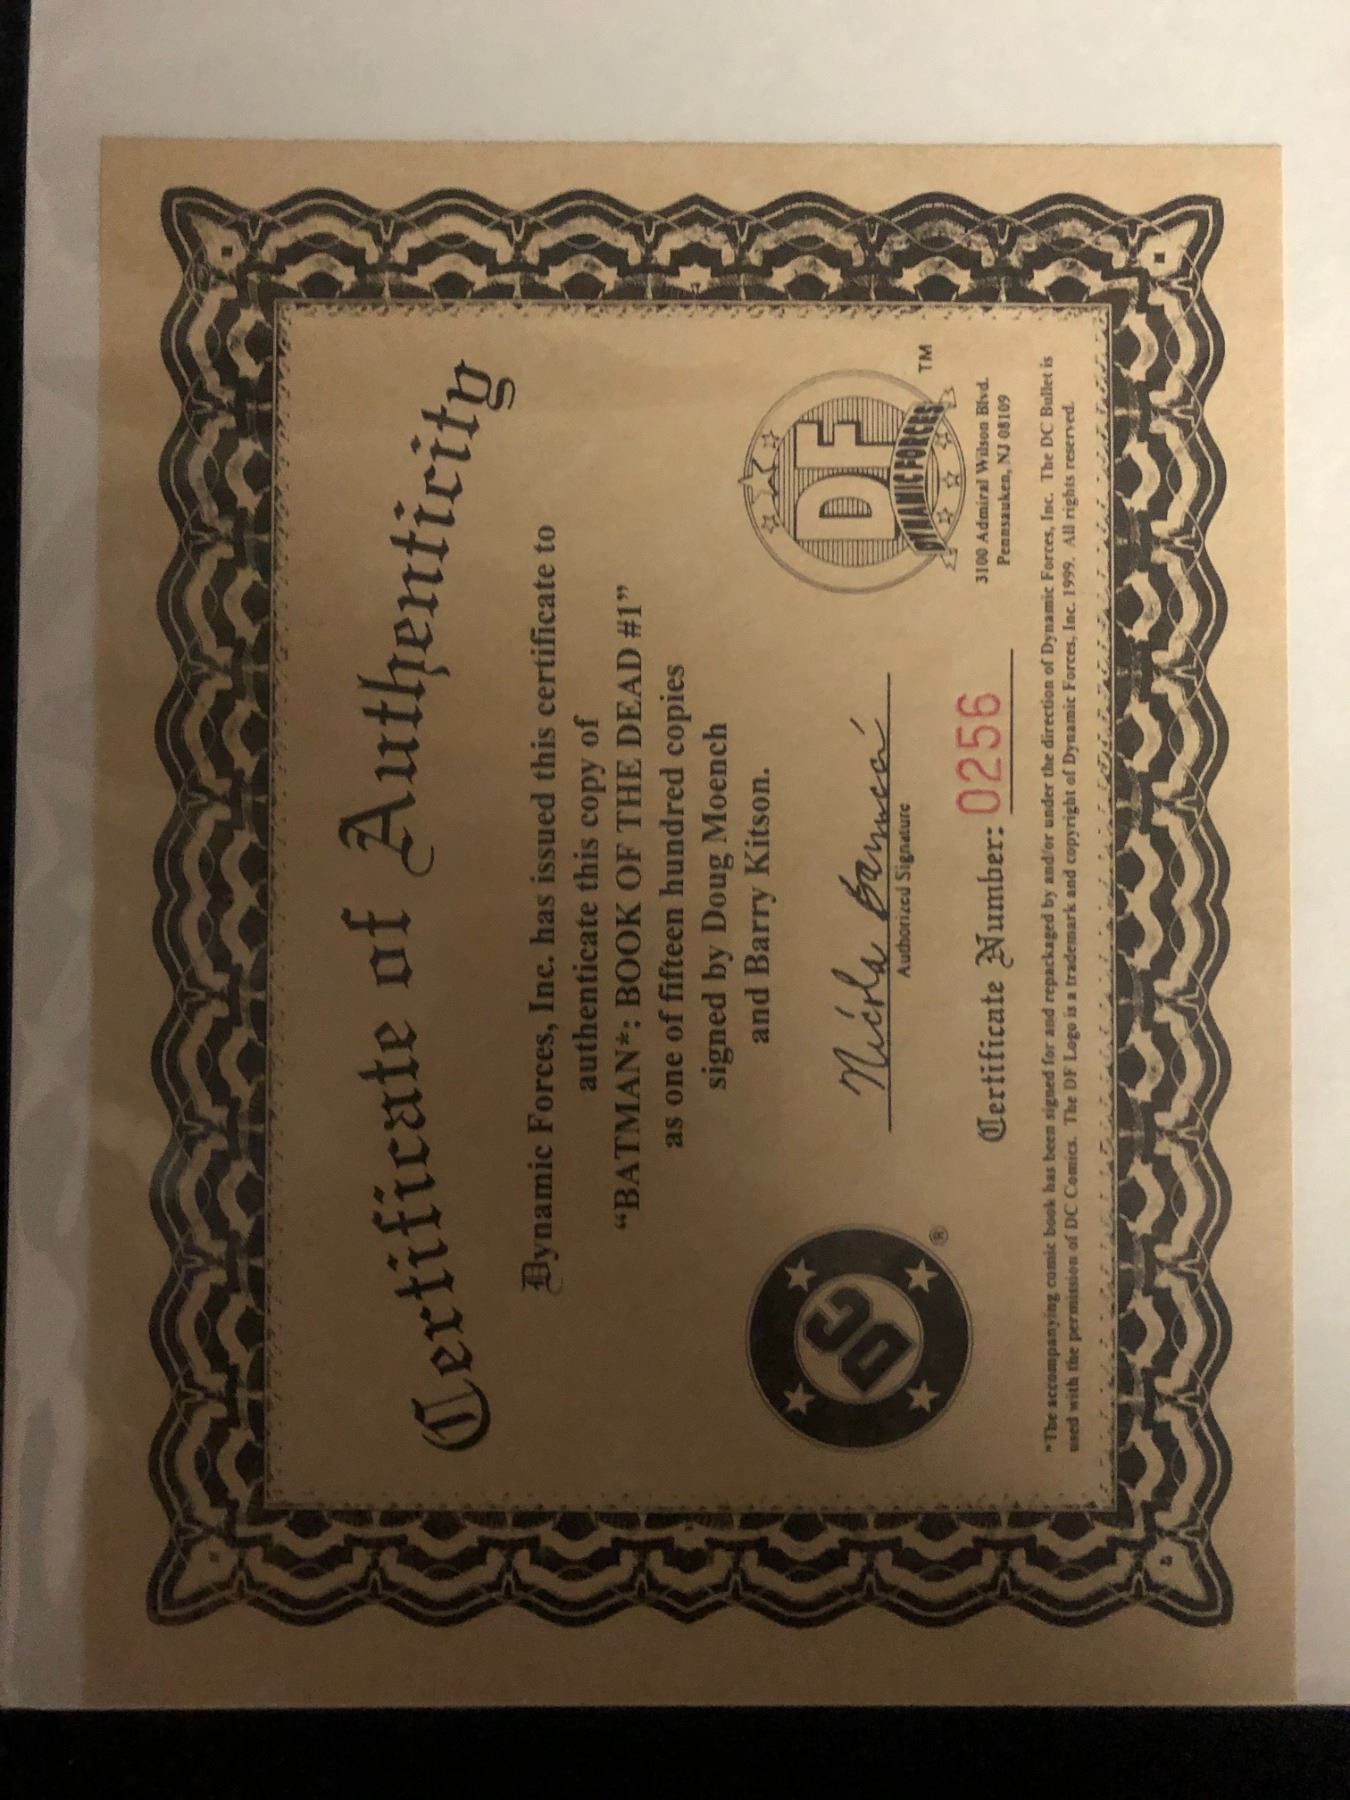 Certificate of Authenticity
Dynamic Forces, Inc. has issued this certificate to
authenticate this copy of
“BATMAN*: BOOK OF THE DEAD #1”
as one of fifteen hundred copies
signed by Doug Moench
and Barry Kitson.
DC
®
Nicola
Authorized Signature
Certificate Number: 0256
DF
DYNAMIC FORCES
TM
3100 Admiral Wilson Blvd.
Pennsauken, NJ 08109
*The accompanying comic book has been signed for and repackaged by and/or under the direction of Dynamic Forces, Inc. The DC Bullet is
used with the permission of DC Comics. The DF Logo is a trademark and copyright of Dynamic Forces, Inc. 1999. All rights reserved.